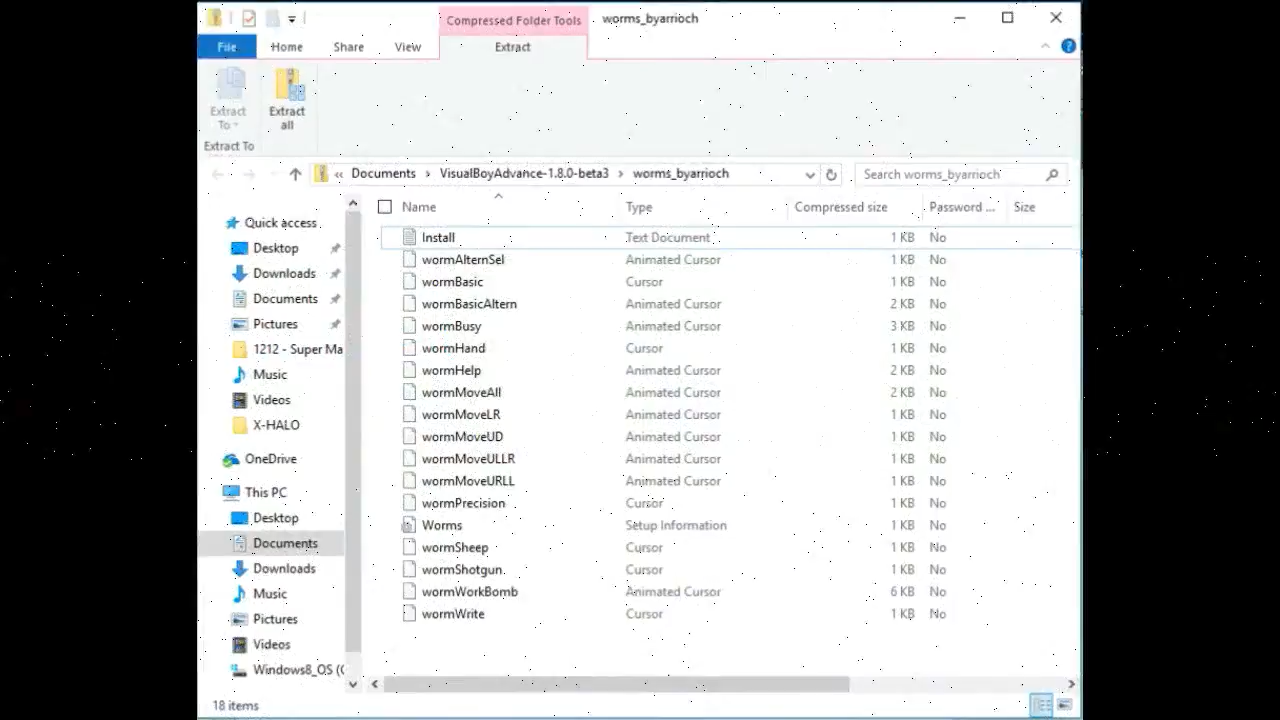 Compressed Folder Tools worms_byarrioch
File Home Share View Extract
Extract To Extract all
Extract To
« Documents › VisualBoyAdvance-1.8.0-beta3 › worms_byarrioch Search worms_byarrioch
Name Type Compressed size Password ... Size
Quick access
Desktop
Downloads
Documents
Pictures
1212 - Super Ma
Music
Videos
X-HALO
OneDrive
This PC
Desktop
Documents
Downloads
Music
Pictures
Videos
Windows8_OS (C
Install Text Document 1 KB No
wormAlternSel Animated Cursor 1 KB No
wormBasic Cursor 1 KB No
wormBasicAltern Animated Cursor 2 KB No
wormBusy Animated Cursor 3 KB No
wormHand Cursor 1 KB No
wormHelp Animated Cursor 2 KB No
wormMoveAll Animated Cursor 2 KB No
wormMoveLR Animated Cursor 1 KB No
wormMoveUD Animated Cursor 1 KB No
wormMoveULLR Animated Cursor 1 KB No
wormMoveURLL Animated Cursor 1 KB No
wormPrecision Cursor 1 KB No
Worms Setup Information 1 KB No
wormSheep Cursor 1 KB No
wormShotgun Cursor 1 KB No
wormWorkBomb Animated Cursor 6 KB No
wormWrite Cursor 1 KB No
18 items